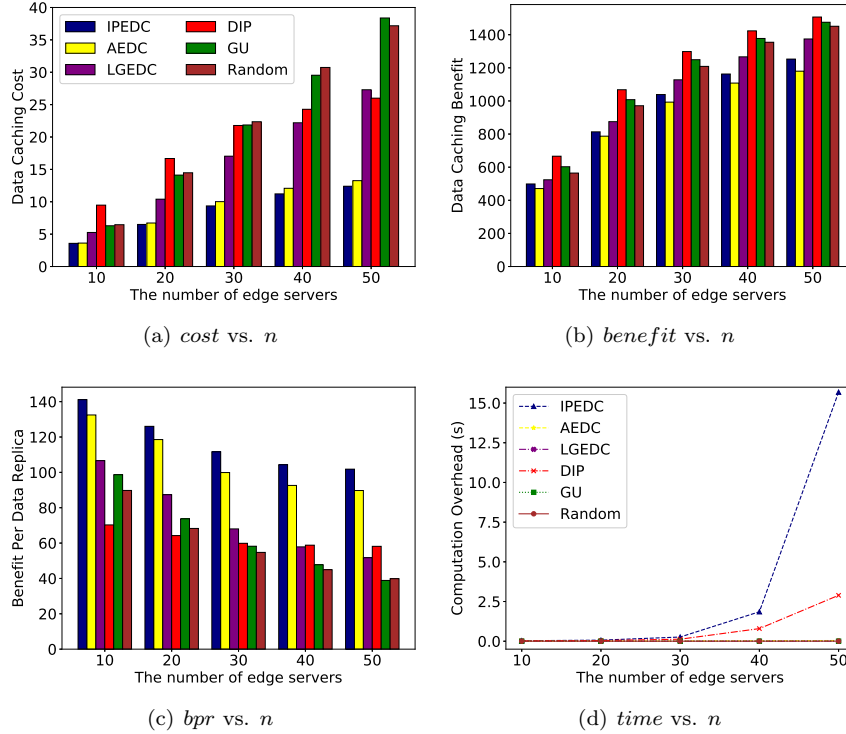 40
35
30
25
20
15
10
5
0
Data Caching Cost
IPEDC
AEDC
LGEDC
DIP
GU
Random
10 20 30 40 50
The number of edge servers
(a) cost vs. n
1400
1200
1000
800
600
400
200
0
Data Caching Benefit
10 20 30 40 50
The number of edge servers
(b) benefit vs. n
140
120
100
80
60
40
20
0
Benefit Per Data Replica
10 20 30 40 50
The number of edge servers
(c) bpr vs. n
15.0
12.5
10.0
7.5
5.0
2.5
0.0
Computation Overhead (s)
IPEDC
AEDC
LGEDC
DIP
GU
Random
10 20 30 40 50
The number of edge servers
(d) time vs. n